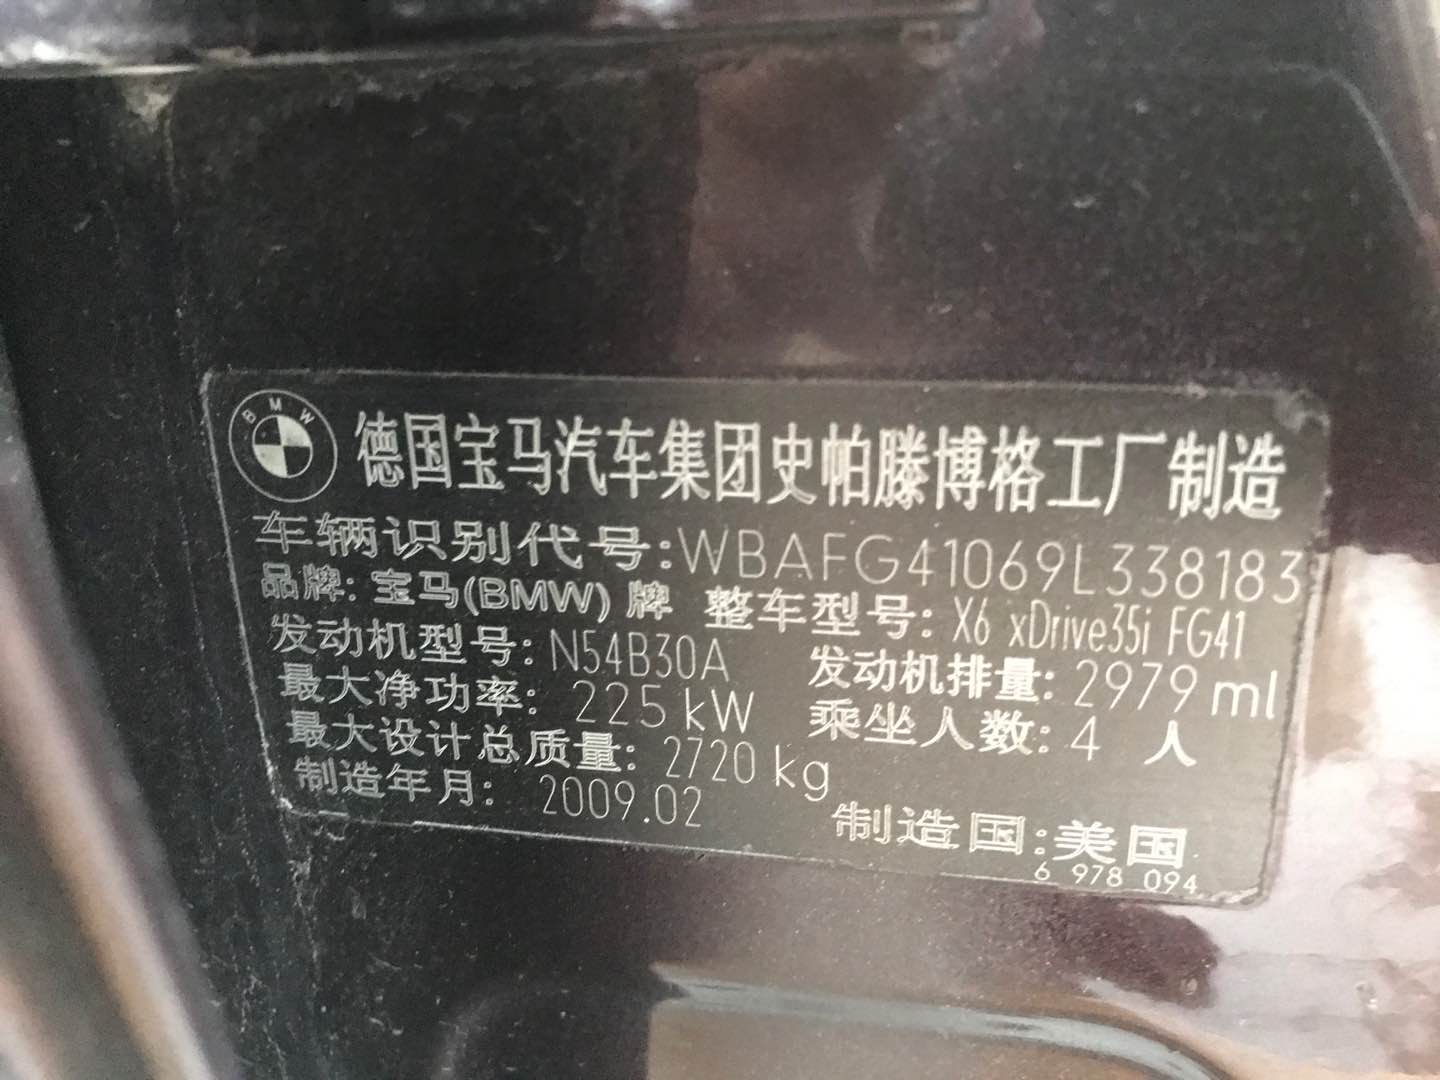 BMW
德国宝马汽车集团史帕滕博格工厂制造
车辆识别代号:WBAFG41069L338183
品牌: 宝马(BMW) 牌 整车型号: X6 xDrive35i FG41
发动机型号: N54B30A 发动机排量: 2979 ml
最大净功率: 225 kW 乘坐人数: 4 人
最大设计总质量: 2720 kg
制造年月: 2009.02 制造国:美国
6 978 094